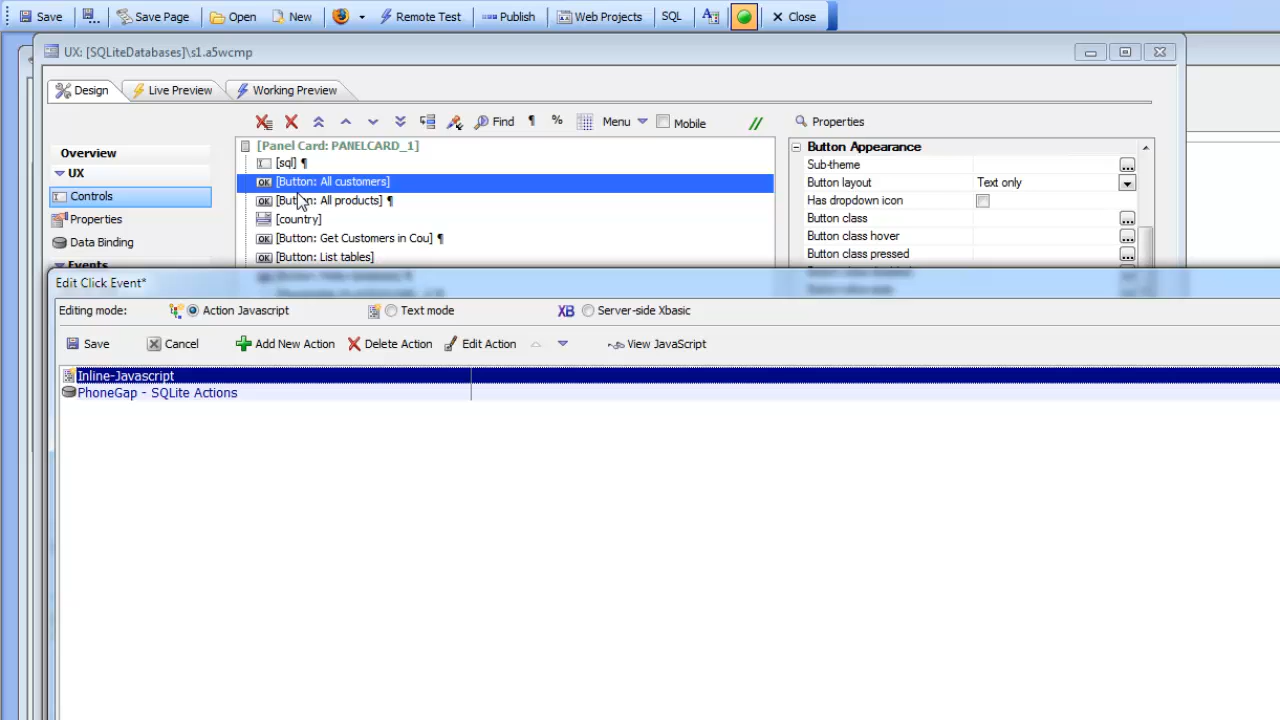 Save Save Page Open New Remote Test Publish Web Projects SQL Close
UX: [SQLiteDatabases]\s1.a5wcmp
Design Live Preview Working Preview
Find ¶ % Menu Mobile // Properties
Overview
UX
Controls
Properties
Data Binding
Events
[Panel Card: PANELCARD_1]
[sql] ¶
[Button: All customers]
[Button: All products] ¶
[country]
[Button: Get Customers in Cou] ¶
[Button: List tables]
Button Appearance
Sub-theme ...
Button layout Text only
Has dropdown icon
Button class ...
Button class hover ...
Button class pressed ...
Edit Click Event*
Editing mode: Action Javascript Text mode XB Server-side Xbasic
Save Cancel Add New Action Delete Action Edit Action View JavaScript
Inline-Javascript
PhoneGap - SQLite Actions